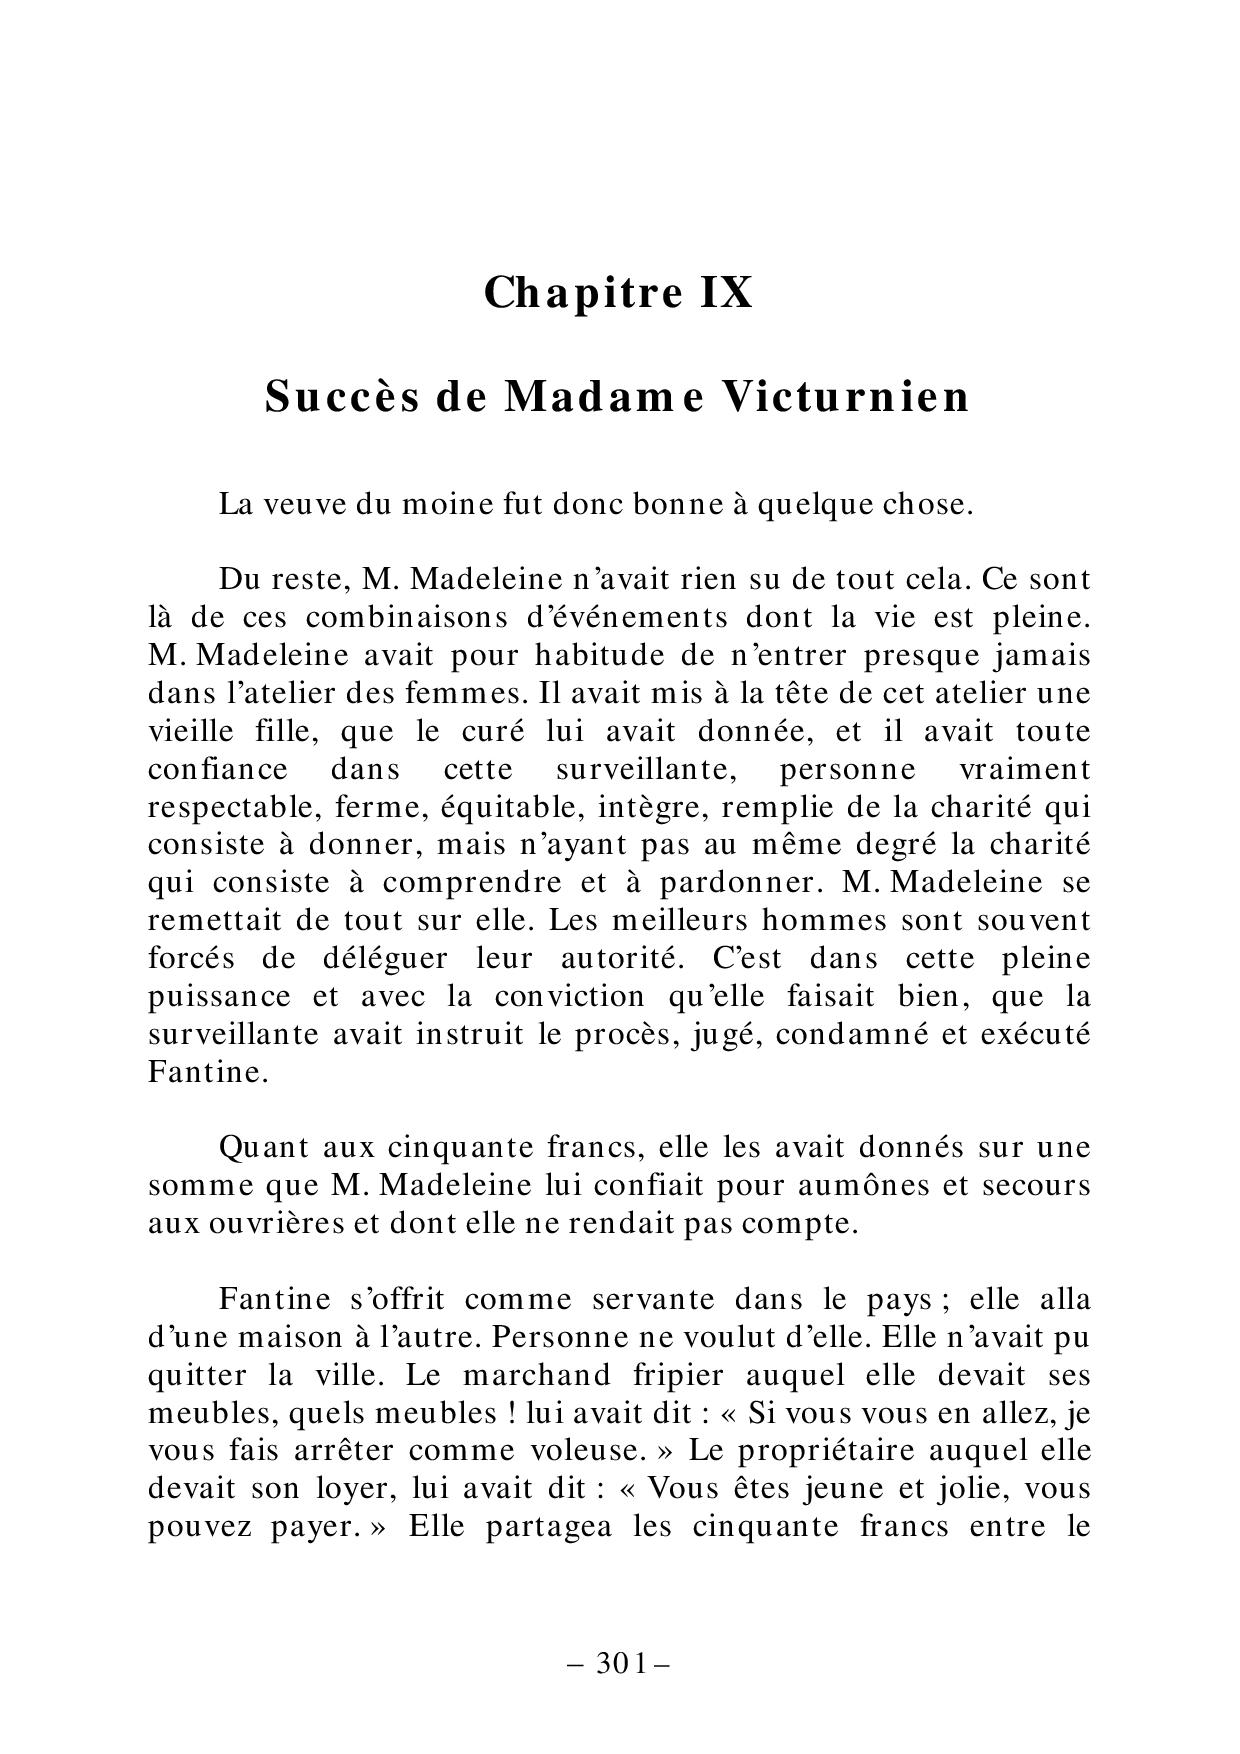 Chapitre IX
Succès de Madame Victurnien
La veuve du moine fut donc bonne à quelque chose.
Du reste, M. Madeleine n’avait rien su de tout cela. Ce sont
là de ces combinaisons d’événements dont la vie est pleine.
M. Madeleine avait pour habitude de n’entrer presque jamais
dans l’atelier des femmes. Il avait mis à la tête de cet atelier une
vieille fille, que le curé lui avait donnée, et il avait toute
confiance dans cette surveillante, personne vraiment
respectable, ferme, équitable, intègre, remplie de la charité qui
consiste à donner, mais n’ayant pas au même degré la charité
qui consiste à comprendre et à pardonner. M. Madeleine se
remettait de tout sur elle. Les meilleurs hommes sont souvent
forcés de déléguer leur autorité. C’est dans cette pleine
puissance et avec la conviction qu’elle faisait bien, que la
surveillante avait instruit le procès, jugé, condamné et exécuté
Fantine.
Quant aux cinquante francs, elle les avait donnés sur une
somme que M. Madeleine lui confiait pour aumônes et secours
aux ouvrières et dont elle ne rendait pas compte.
Fantine s’offrit comme servante dans le pays ; elle alla
d’une maison à l’autre. Personne ne voulut d’elle. Elle n’avait pu
quitter la ville. Le marchand fripier auquel elle devait ses
meubles, quels meubles ! lui avait dit : « Si vous vous en allez, je
vous fais arrêter comme voleuse. » Le propriétaire auquel elle
devait son loyer, lui avait dit : « Vous êtes jeune et jolie, vous
pouvez payer. » Elle partagea les cinquante francs entre le
– 301 –